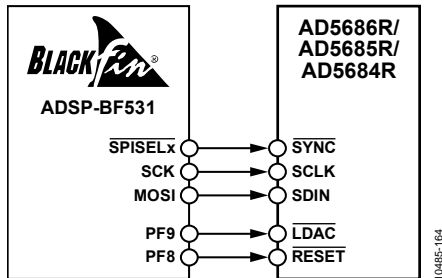 BLACKfin®
ADSP-BF531
SPISELx
SCK
MOSI
PF9
PF8
AD5686R/
AD5685R/
AD5684R
SYNC
SCLK
SDIN
LDAC
RESET
10485-164